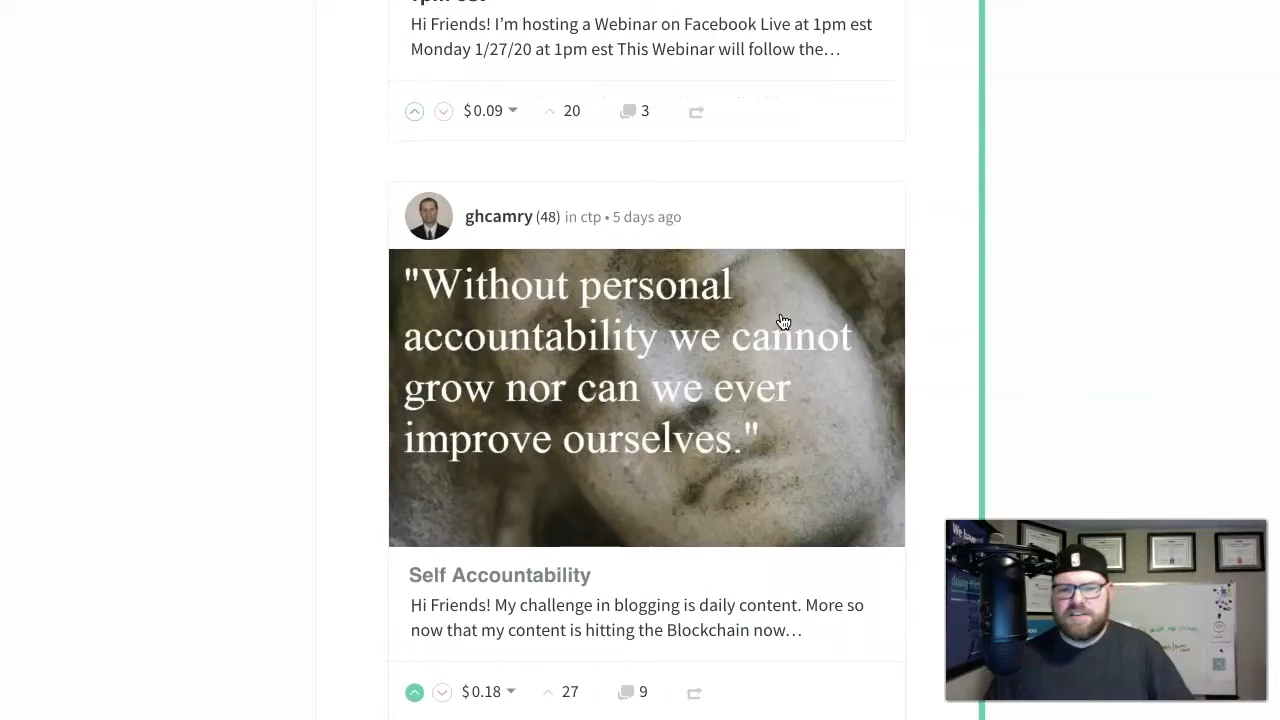 Hi Friends! I'm hosting a Webinar on Facebook Live at 1pm est
Monday 1/27/20 at 1pm est This Webinar will follow the…
$0.09 20 3
ghcamry (48) in ctp • 5 days ago
"Without personal
accountability we cannot
grow nor can we ever
improve ourselves."
Self Accountability
Hi Friends! My challenge in blogging is daily content. More so
now that my content is hitting the Blockchain now…
$0.18 27 9
We have